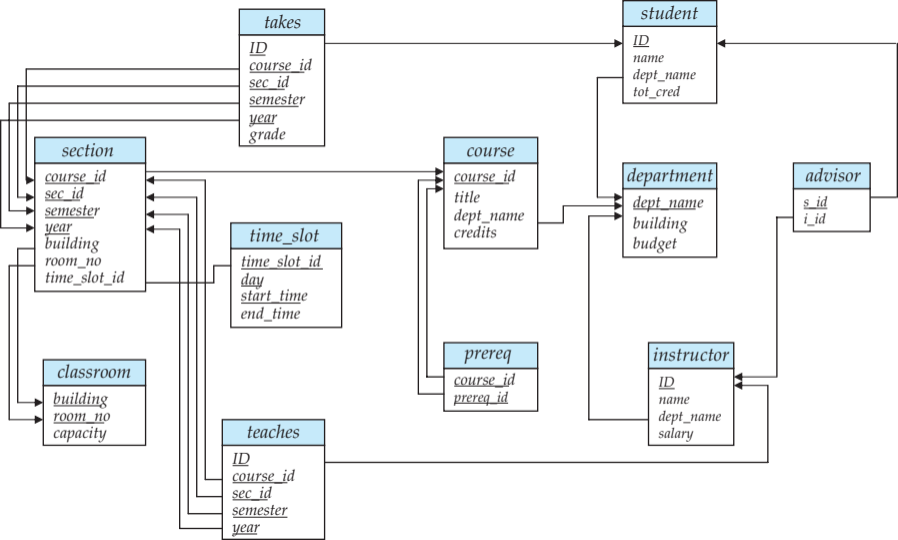 takes
ID
course_id
sec_id
semester
year
grade
student
ID
name
dept_name
tot_cred
section
course_id
sec_id
semester
year
building
room_no
time_slot_id
course
course_id
title
dept_name
credits
department
dept_name
building
budget
advisor
s_id
i_id
time_slot
time_slot_id
day
start_time
end_time
classroom
building
room_no
capacity
prereq
course_id
prereq_id
instructor
ID
name
dept_name
salary
teaches
ID
course_id
sec_id
semester
year